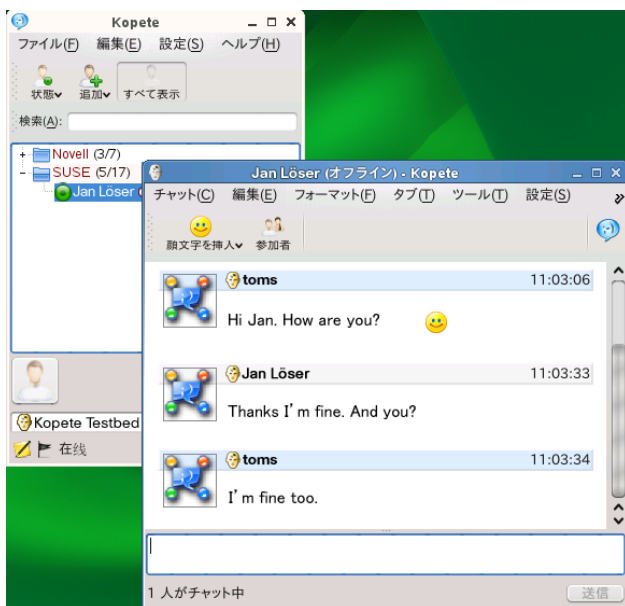 Kopete
ファイル(F) 編集(E) 設定(S) ヘルプ(H)
状態 追加 すべて表示
検索(A):
Novell (3/7)
SUSE (5/17)
Jan Löser
Kopete Testbed
在线
Jan Löser (オフライン) - Kopete
チャット(C) 編集(E) フォーマット(F) タブ(T) ツール(T) 設定(S)
顔文字を挿入 参加者
toms 11:03:06
Hi Jan. How are you?
Jan Löser 11:03:33
Thanks I'm fine. And you?
toms 11:03:34
I'm fine too.
1 人がチャット中
送信